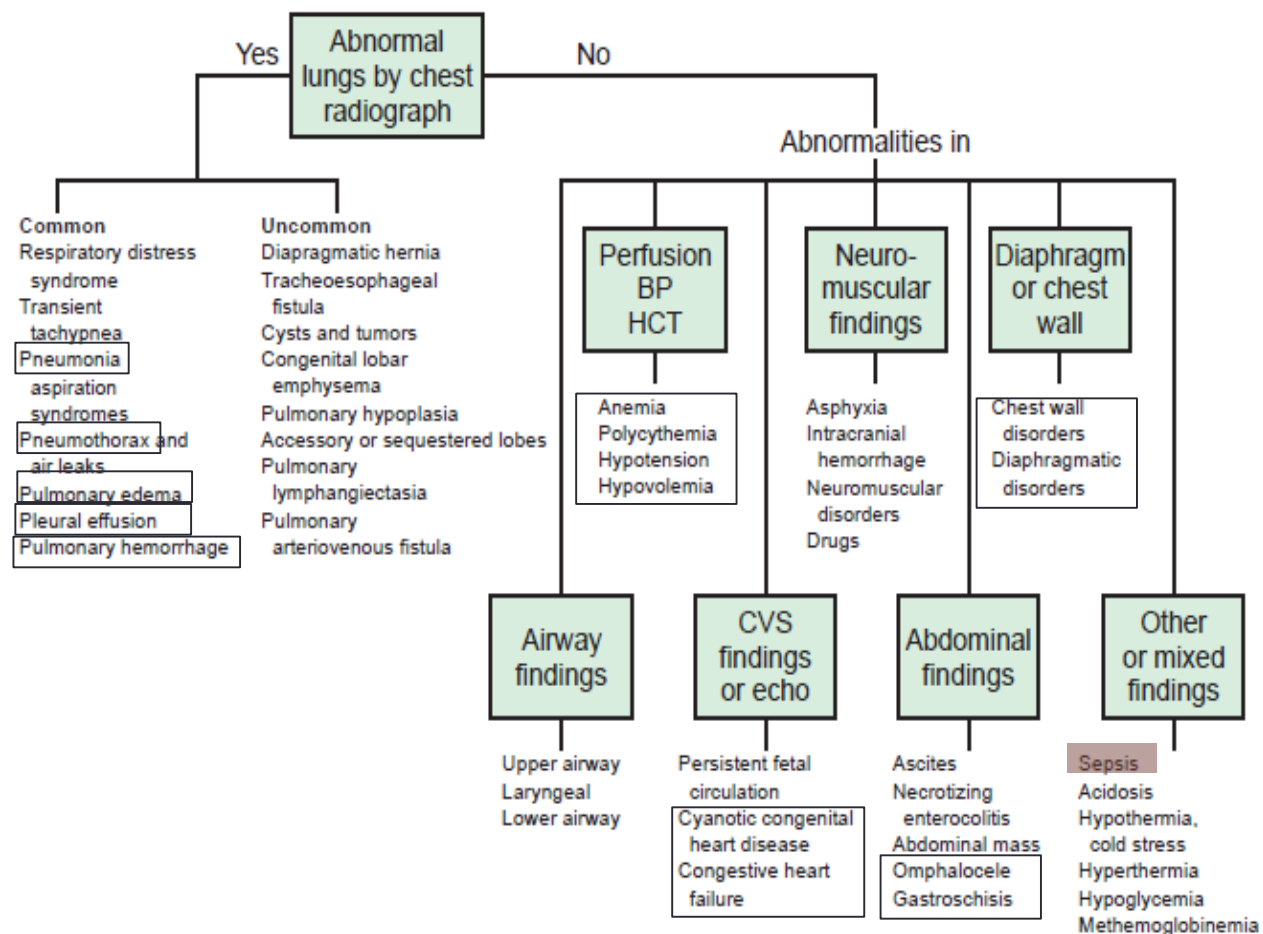 Yes
Abnormal
lungs by chest
radiograph
No
Abnormalities in
Common
Respiratory distress
syndrome
Transient
tachypnea
Pneumonia
aspiration
syndromes
Pneumothorax and
air leaks
Pulmonary edema
Pleural effusion
Pulmonary hemorrhage
Uncommon
Diapragmatic hernia
Tracheoesophageal
fistula
Cysts and tumors
Congenital lobar
emphysema
Pulmonary hypoplasia
Accessory or sequestered lobes
Pulmonary
lymphangiectasia
Pulmonary
arteriovenous fistula
Perfusion
BP
HCT
Anemia
Polycythemia
Hypotension
Hypovolemia
Neuro-
muscular
findings
Asphyxia
Intracranial
hemorrhage
Neuromuscular
disorders
Drugs
Diaphragm
or chest
wall
Chest wall
disorders
Diaphragmatic
disorders
Airway
findings
Upper airway
Laryngeal
Lower airway
CVS
findings
or echo
Persistent fetal
circulation
Cyanotic congenital
heart disease
Congestive heart
failure
Abdominal
findings
Ascites
Necrotizing
enterocolitis
Abdominal mass
Omphalocele
Gastroschisis
Other
or mixed
findings
Sepsis
Acidosis
Hypothermia,
cold stress
Hyperthermia
Hypoglycemia
Methemoglobinemia